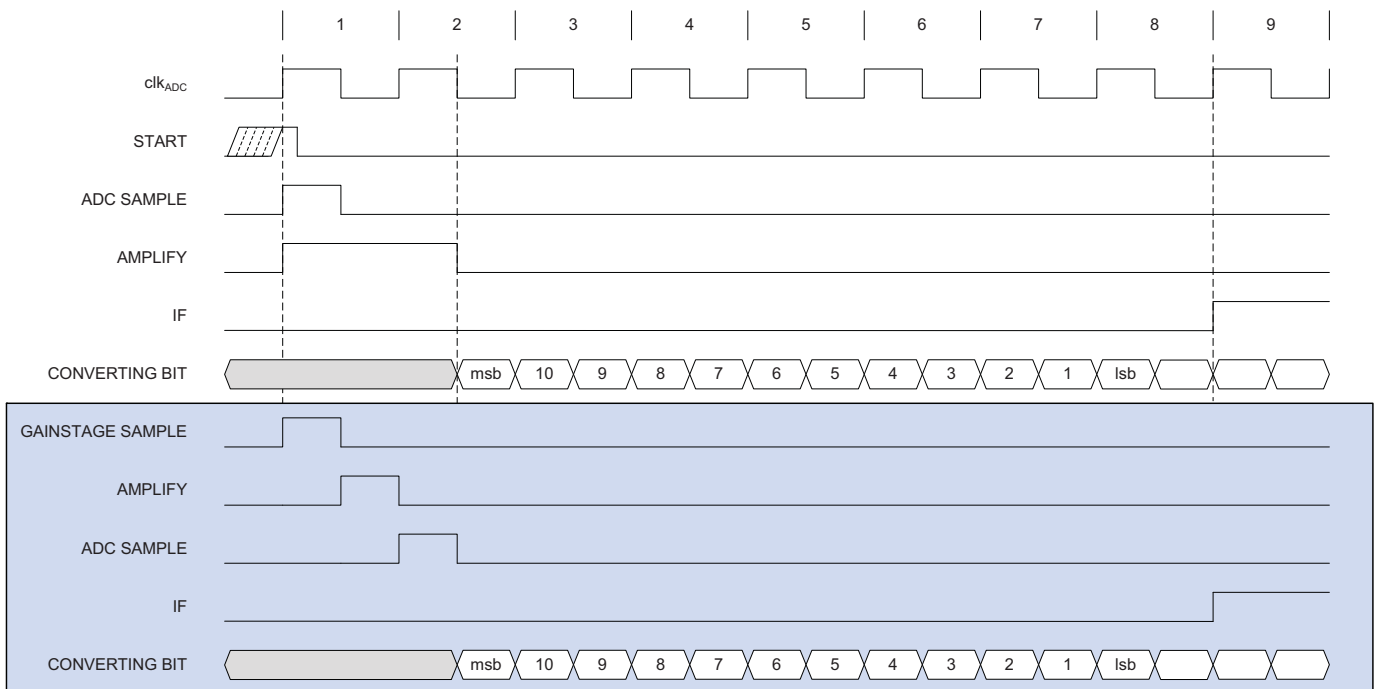 1 2 3 4 5 6 7 8 9
clkADC
START
ADC SAMPLE
AMPLIFY
IF
CONVERTING BIT msb 10 9 8 7 6 5 4 3 2 1 lsb
GAINSTAGE SAMPLE
AMPLIFY
ADC SAMPLE
IF
CONVERTING BIT msb 10 9 8 7 6 5 4 3 2 1 lsb